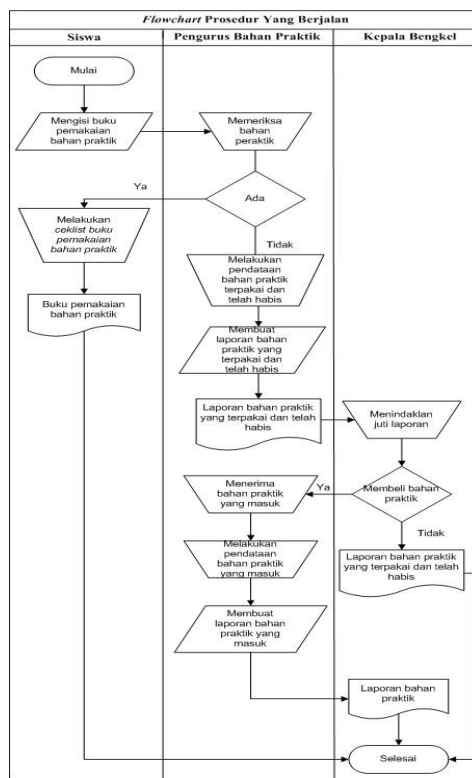 Flowchart Prosedur Yang Berjalan
Siswa
Pengurus Bahan Praktik
Kepala Bengkel
Mulai
Mengisi buku
pemakaian
bahan praktik
Memeriksa
bahan
peraktik
Ada
Ya
Tidak
Melakukan
ceklist buku
pemakaian
bahan praktik
Buku pemakaian
bahan praktik
Melakukan
pendataan
bahan praktik
terpakai dan
telah habis
Membuat
laporan bahan
praktik yang
terpakai dan
telah habis
Laporan bahan praktik
yang terpakai dan telah
habis
Menindaklan
juti laporan
Membeli bahan
praktik
Ya
Tidak
Menerima
bahan praktik
yang masuk
Laporan bahan praktik
yang terpakai dan telah
habis
Melakukan
pendataan
bahan praktik
yang masuk
Membuat
laporan bahan
praktik yang
masuk
Laporan bahan
praktik
Selesai